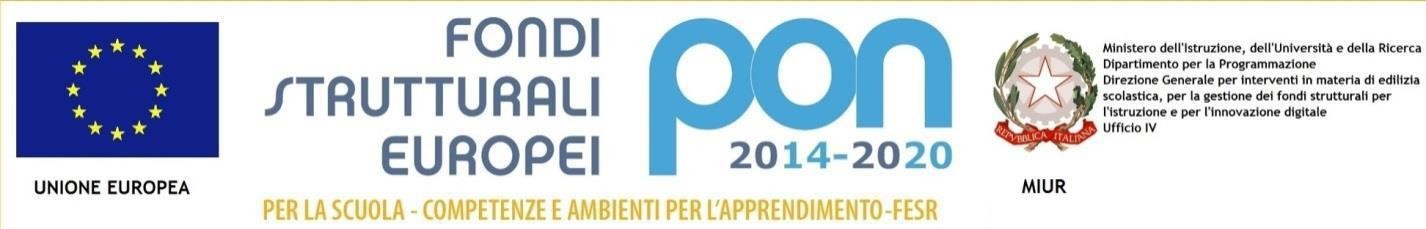 UNIONE EUROPEA
FONDI
STRUTTURALI
EUROPEI
pon
2014-2020
PER LA SCUOLA - COMPETENZE E AMBIENTI PER L'APPRENDIMENTO-FESR
REPVBBLICA ITALIANA
MIUR
Ministero dell'Istruzione, dell'Università e della Ricerca
Dipartimento per la Programmazione
Direzione Generale per interventi in materia di edilizia
scolastica, per la gestione dei fondi strutturali per
l'istruzione e per l'innovazione digitale
Ufficio IV